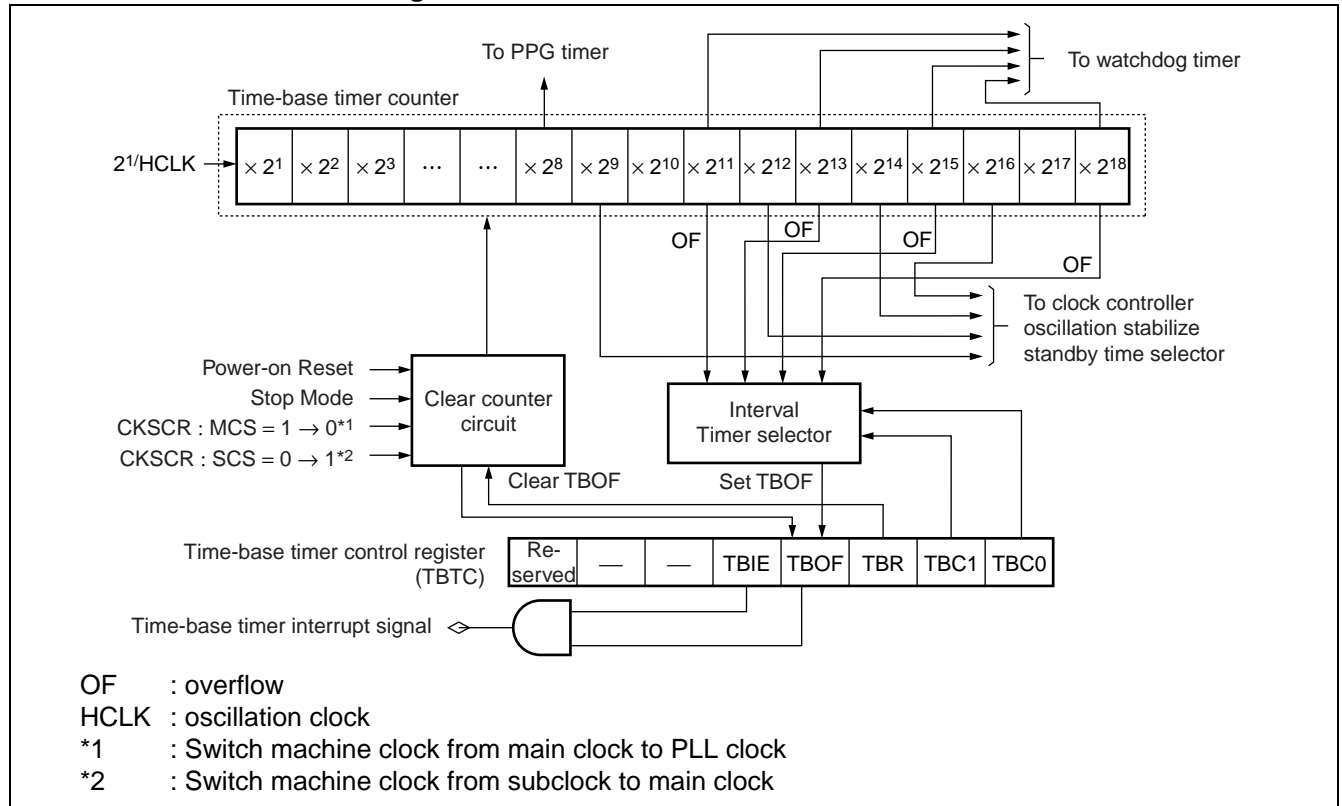 To PPG timer
To watchdog timer
Time-base timer counter
2¹/HCLK
× 2¹ × 2² × 2³ ... ... × 2⁸ × 2⁹ × 2¹⁰ × 2¹¹ × 2¹² × 2¹³ × 2¹⁴ × 2¹⁵ × 2¹⁶ × 2¹⁷ × 2¹⁸
OF OF OF OF
To clock controller
oscillation stabilize
standby time selector
Power-on Reset
Stop Mode
CKSCR : MCS = 1 → 0*1
CKSCR : SCS = 0 → 1*2
Clear counter
circuit
Interval
Timer selector
Clear TBOF
Set TBOF
Time-base timer control register
(TBTC)
Re-
served — — TBIE TBOF TBR TBC1 TBC0
Time-base timer interrupt signal
OF : overflow
HCLK : oscillation clock
*1 : Switch machine clock from main clock to PLL clock
*2 : Switch machine clock from subclock to main clock